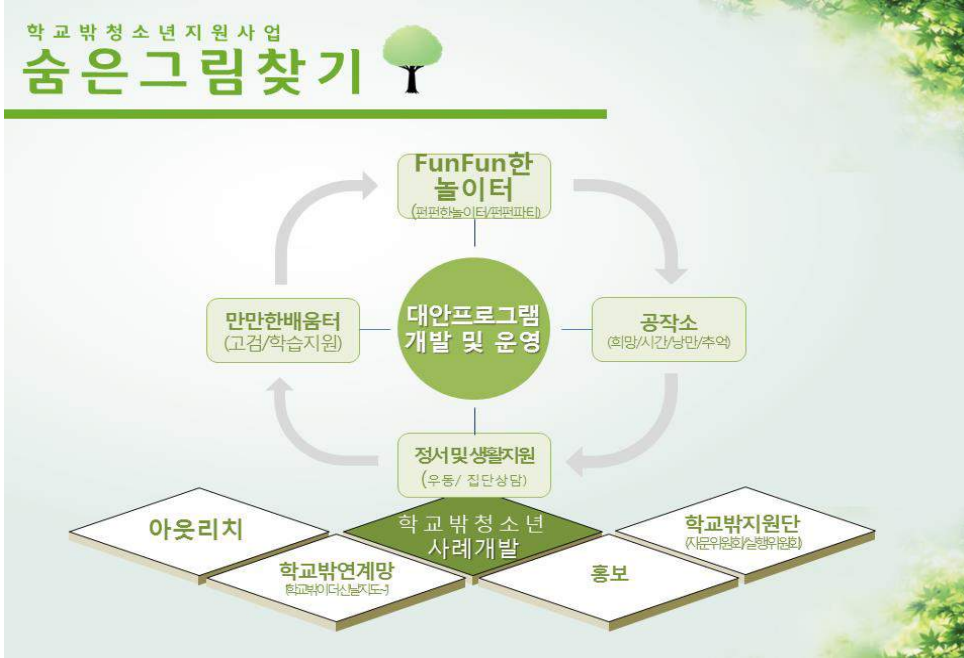 학교밖청소년지원사업
숨은그림찾기
FunFun한
놀이터
(펀펀한놀이터/펀펀파티)
만만한배움터
(고검/학습지원)
대안프로그램
개발 및 운영
공작소
(희망/시간/낭만/추억)
정서및생활지원
(우동/ 집단상담)
아웃리치
학교밖청소년
사례개발
학교밖지원단
(자문위원회/실행위원회)
학교밖연계망
홍보